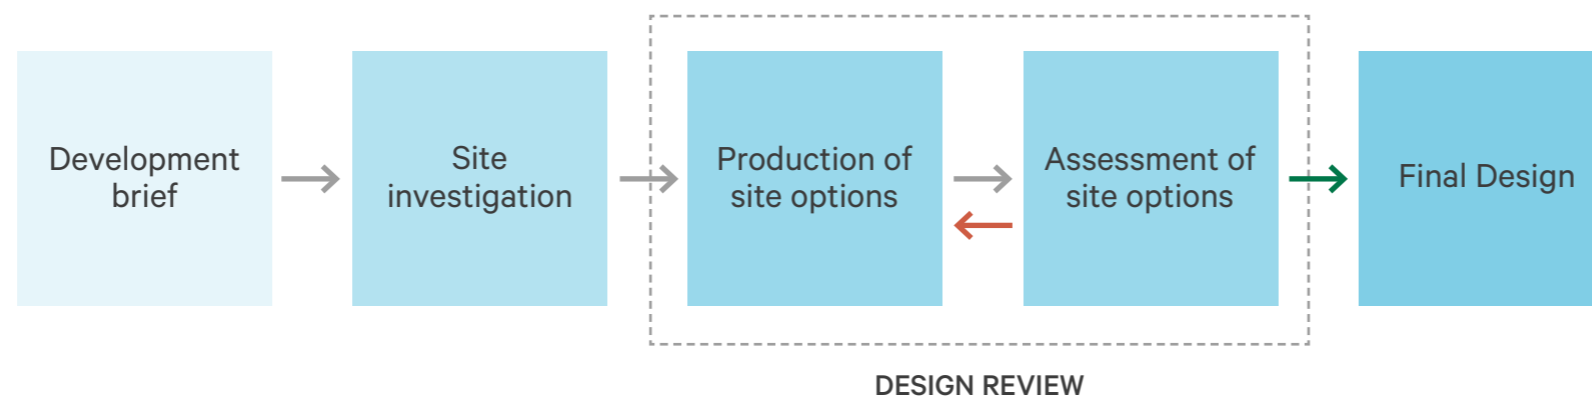 Development
brief
Site
investigation
Production of
site options
Assessment of
site options
Final Design
DESIGN REVIEW